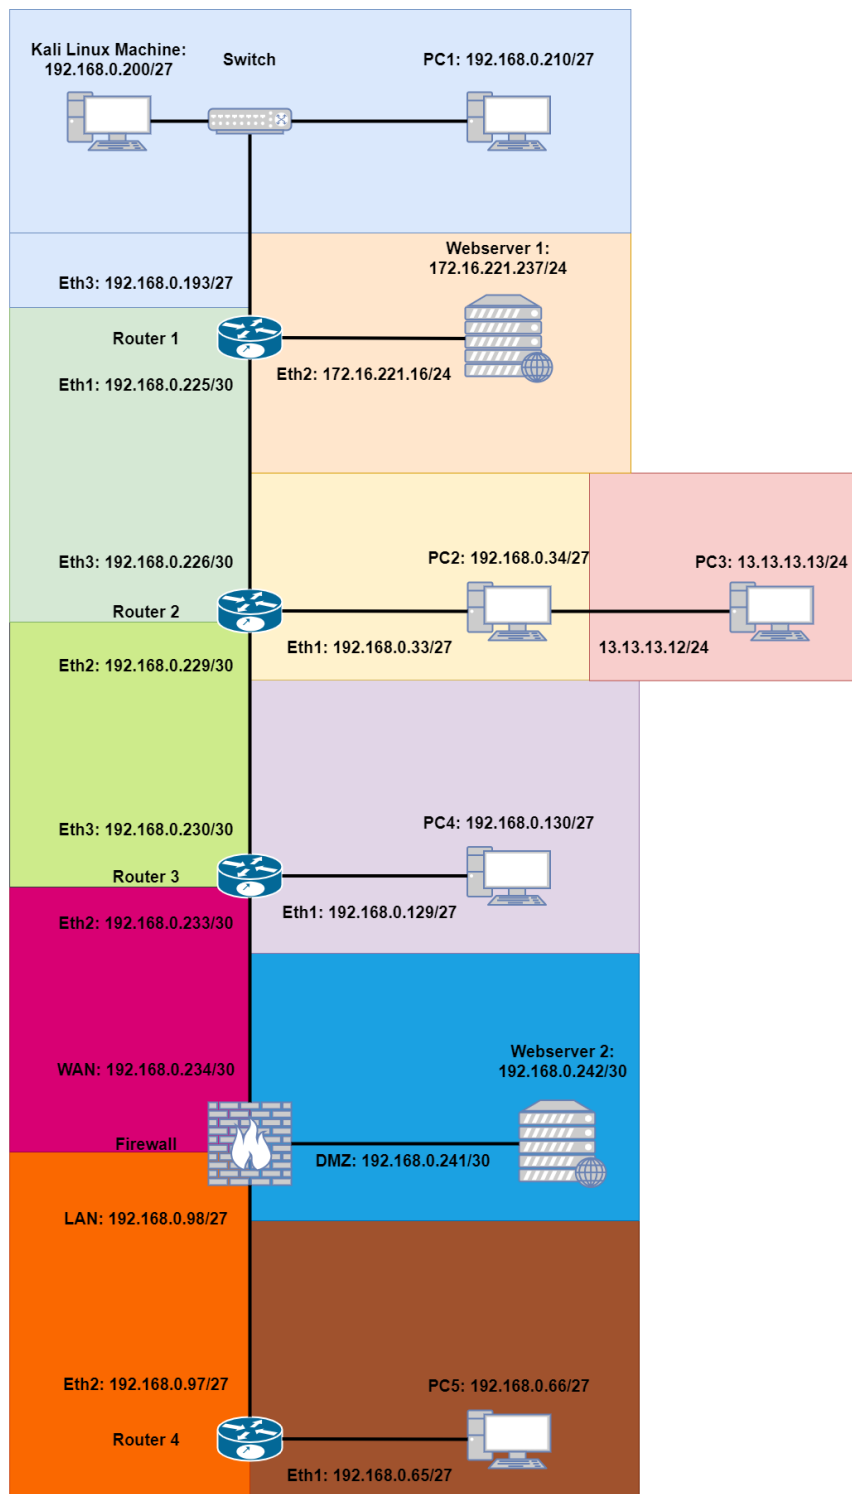 Kali Linux Machine:
192.168.0.200/27
Switch
PC1: 192.168.0.210/27
Webserver 1:
172.16.221.237/24
Eth3: 192.168.0.193/27
Router 1
Eth2: 172.16.221.16/24
Eth1: 192.168.0.225/30
Eth3: 192.168.0.226/30
PC2: 192.168.0.34/27
PC3: 13.13.13.13/24
Router 2
Eth1: 192.168.0.33/27
13.13.13.12/24
Eth2: 192.168.0.229/30
Eth3: 192.168.0.230/30
PC4: 192.168.0.130/27
Router 3
Eth1: 192.168.0.129/27
Eth2: 192.168.0.233/30
Webserver 2:
192.168.0.242/30
WAN: 192.168.0.234/30
Firewall
DMZ: 192.168.0.241/30
LAN: 192.168.0.98/27
Eth2: 192.168.0.97/27
PC5: 192.168.0.66/27
Router 4
Eth1: 192.168.0.65/27